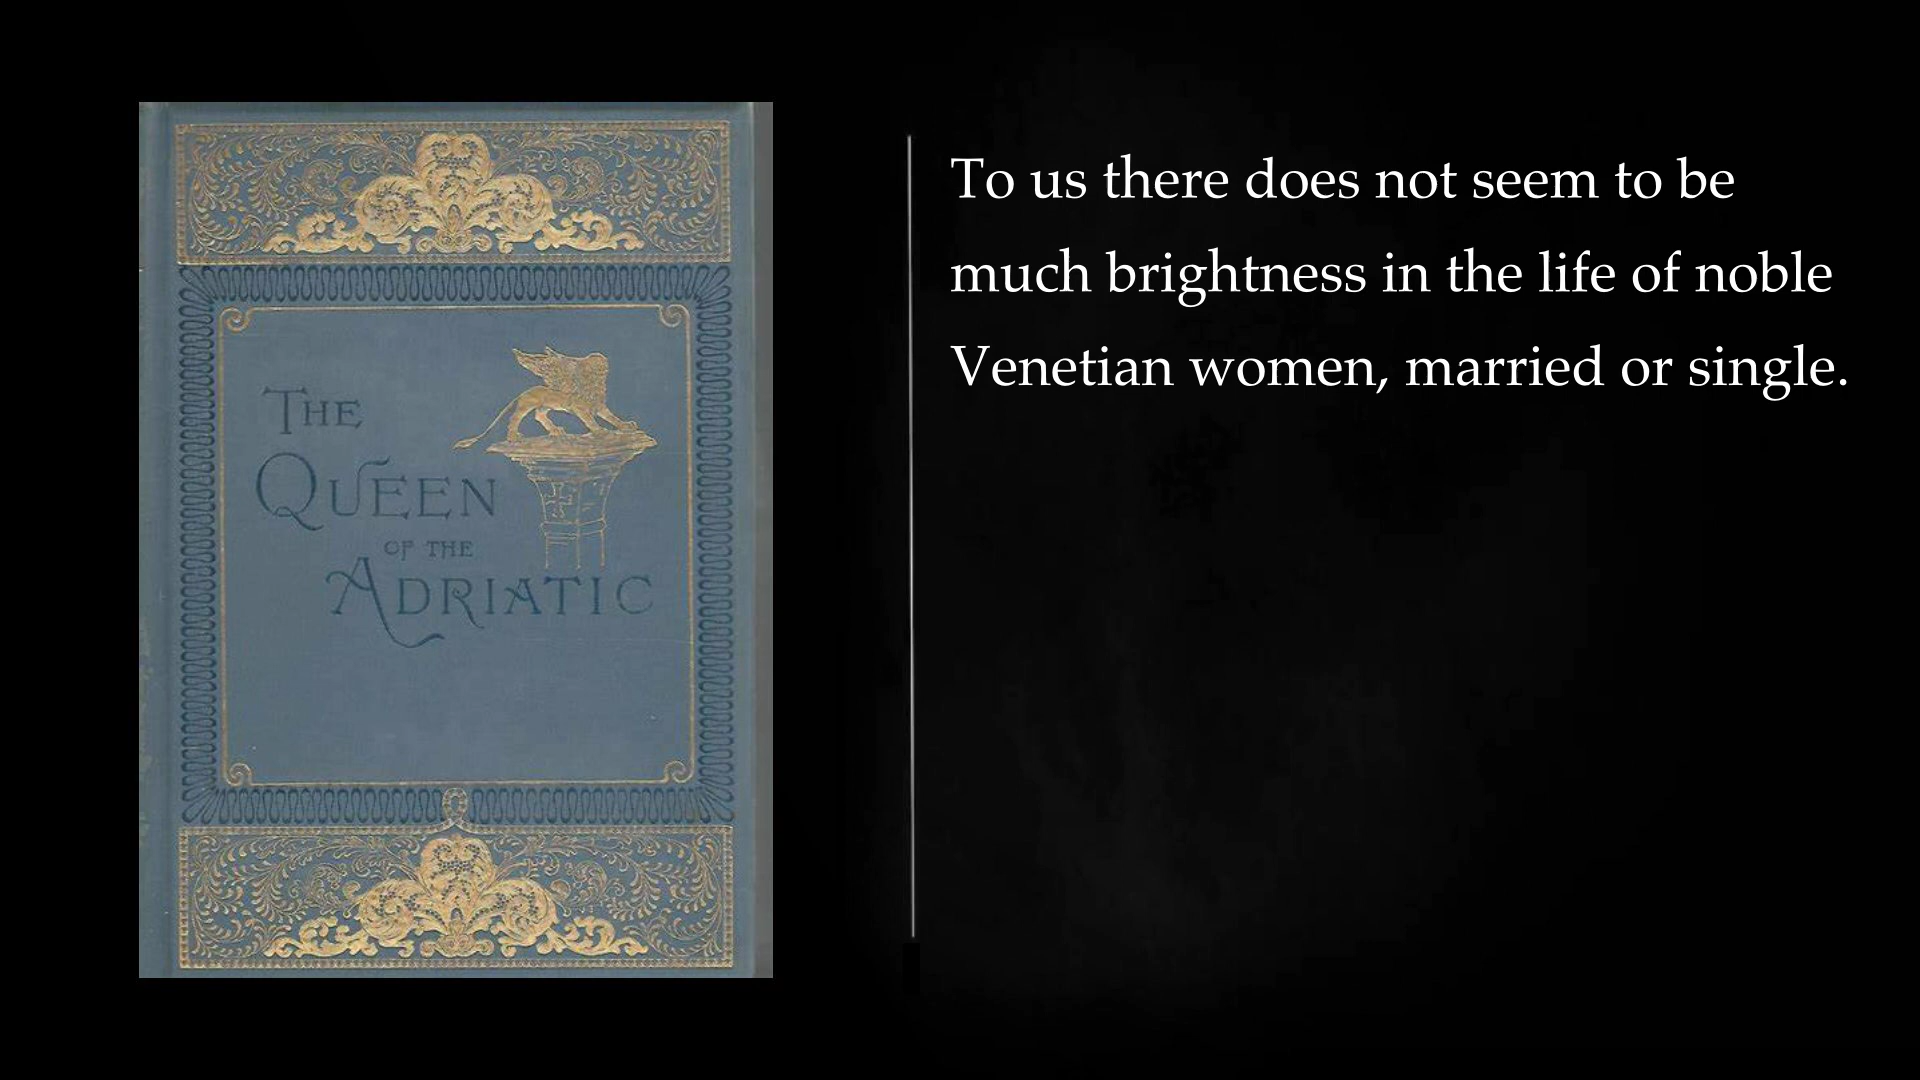 The
Queen
of the
Adriatic
To us there does not seem to be
much brightness in the life of noble
Venetian women, married or single.